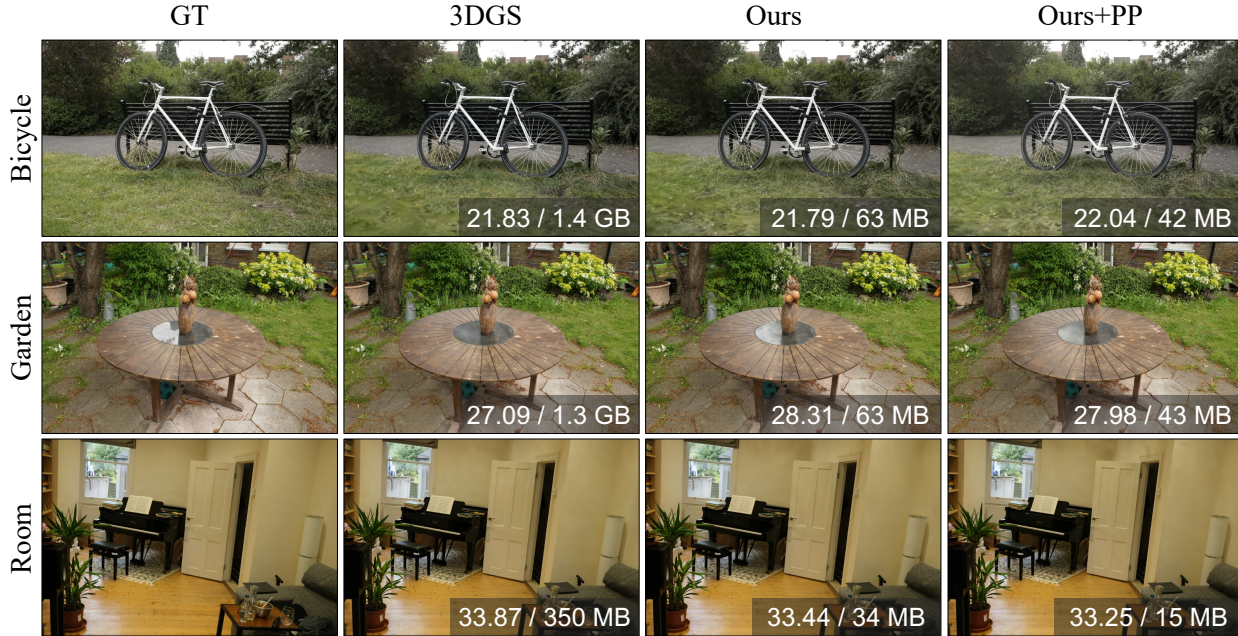 GT 3DGS Ours Ours+PP
Bicycle
21.83 / 1.4 GB
21.79 / 63 MB
22.04 / 42 MB
Garden
27.09 / 1.3 GB
28.31 / 63 MB
27.98 / 43 MB
Room
33.87 / 350 MB
33.44 / 34 MB
33.25 / 15 MB